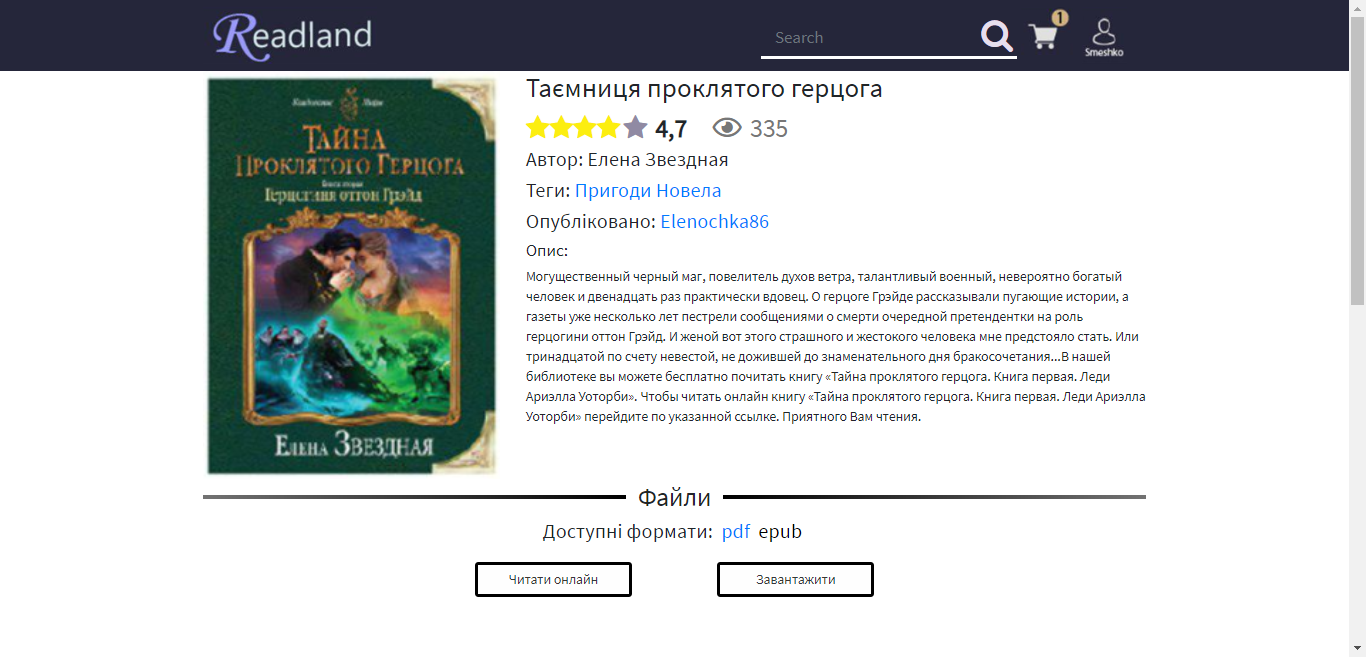 Readland
Search
1
Smeshko
ТАЙНА
ПРОКЛЯТОГО ГЕРЦОГА
Герцогиня оттон Грэйд
ЕЛЕНА ЗВЕЗДНАЯ
Таємниця проклятого герцога
4,7 335
Автор: Елена Звездная
Теги: Пригоди Новела
Опубліковано: Elenochka86
Опис:
Могущественный черный маг, повелитель духов ветра, талантливый военный, невероятно богатый
человек и двенадцать раз практически вдовец. О герцоге Грэйде рассказывали пугающие истории, а
газеты уже несколько лет пестрели сообщениями о смерти очередной претендентки на роль
герцогини оттон Грэйд. И женой вот этого страшного и жестокого человека мне предстояло стать. Или
тринадцатой по счету невестой, не дожившей до знаменательного дня бракосочетания...В нашей
библиотеке вы можете бесплатно почитать книгу «Тайна проклятого герцога. Книга первая. Леди
Ариэлла Уоторби». Чтобы читать онлайн книгу «Тайна проклятого герцога. Книга первая. Леди Ариэлла
Уоторби» перейдите по указанной ссылке. Приятного Вам чтения.
Файли
Доступні формати: pdf epub
Читати онлайн
Завантажити